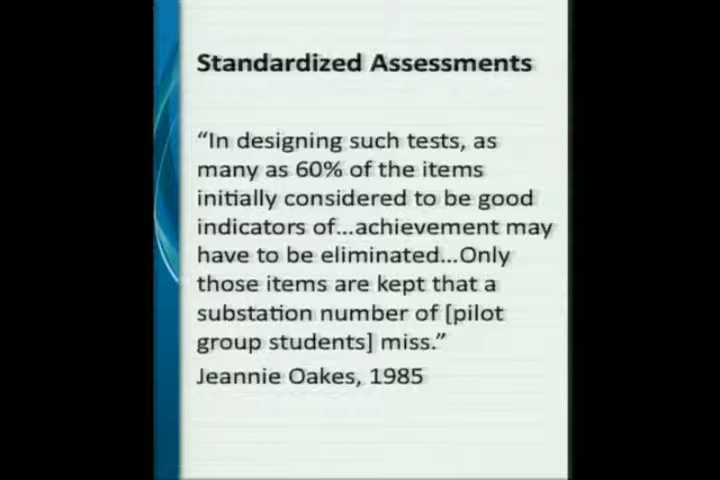 Standardized Assessments
“In designing such tests, as
many as 60% of the items
initially considered to be good
indicators of...achievement may
have to be eliminated...Only
those items are kept that a
substation number of [pilot
group students] miss.”
Jeannie Oakes, 1985